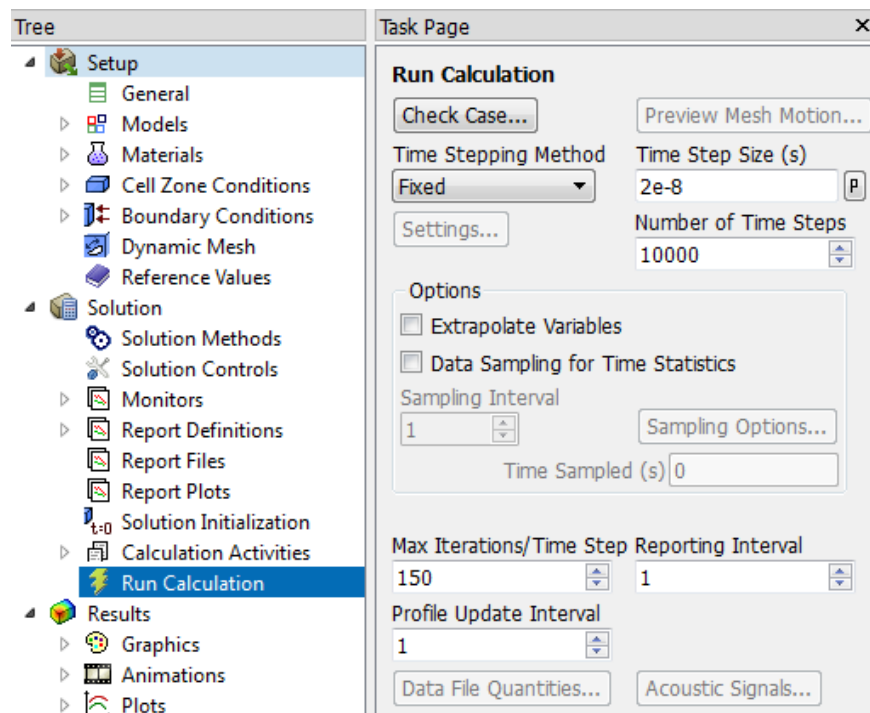 Tree
Setup
General
Models
Materials
Cell Zone Conditions
Boundary Conditions
Dynamic Mesh
Reference Values
Solution
Solution Methods
Solution Controls
Monitors
Report Definitions
Report Files
Report Plots
t=0 Solution Initialization
Calculation Activities
Run Calculation
Results
Graphics
Animations
Plots
Task Page
Run Calculation
Check Case... Preview Mesh Motion...
Time Stepping Method Time Step Size (s)
Fixed 2e-8 P
Settings... Number of Time Steps
10000
Options
Extrapolate Variables
Data Sampling for Time Statistics
Sampling Interval
1 Sampling Options...
Time Sampled (s) 0
Max Iterations/Time Step Reporting Interval
150 1
Profile Update Interval
1
Data File Quantities... Acoustic Signals...